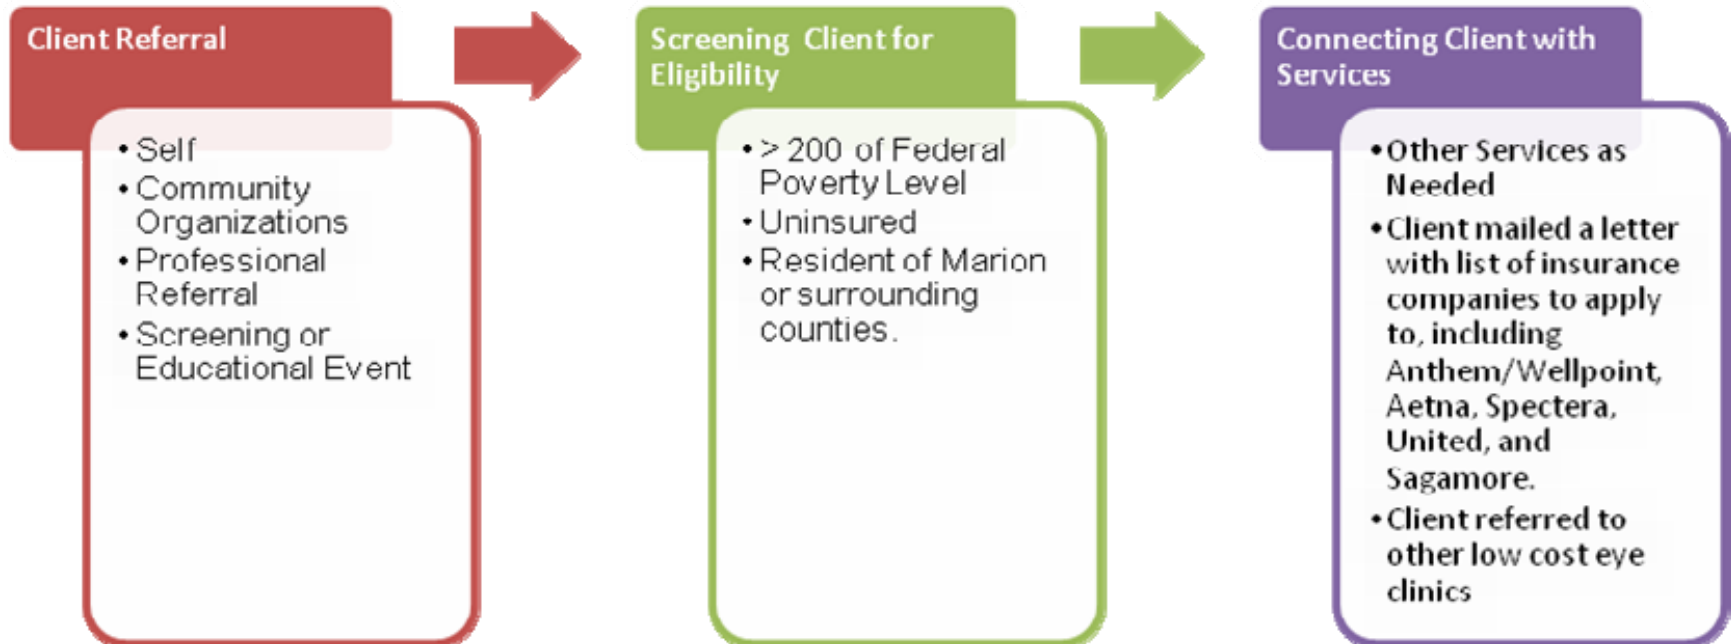 Client Referral
• Self
• Community
Organizations
• Professional
Referral
• Screening or
Educational Event
Screening Client for
Eligibility
• > 200 of Federal
Poverty Level
• Uninsured
• Resident of Marion
or surrounding
counties.
Connecting Client with
Services
• Other Services as
Needed
• Client mailed a letter
with list of insurance
companies to apply
to, including
Anthem/Wellpoint,
Aetna, Spectera,
United, and
Sagamore.
• Client referred to
other low cost eye
clinics